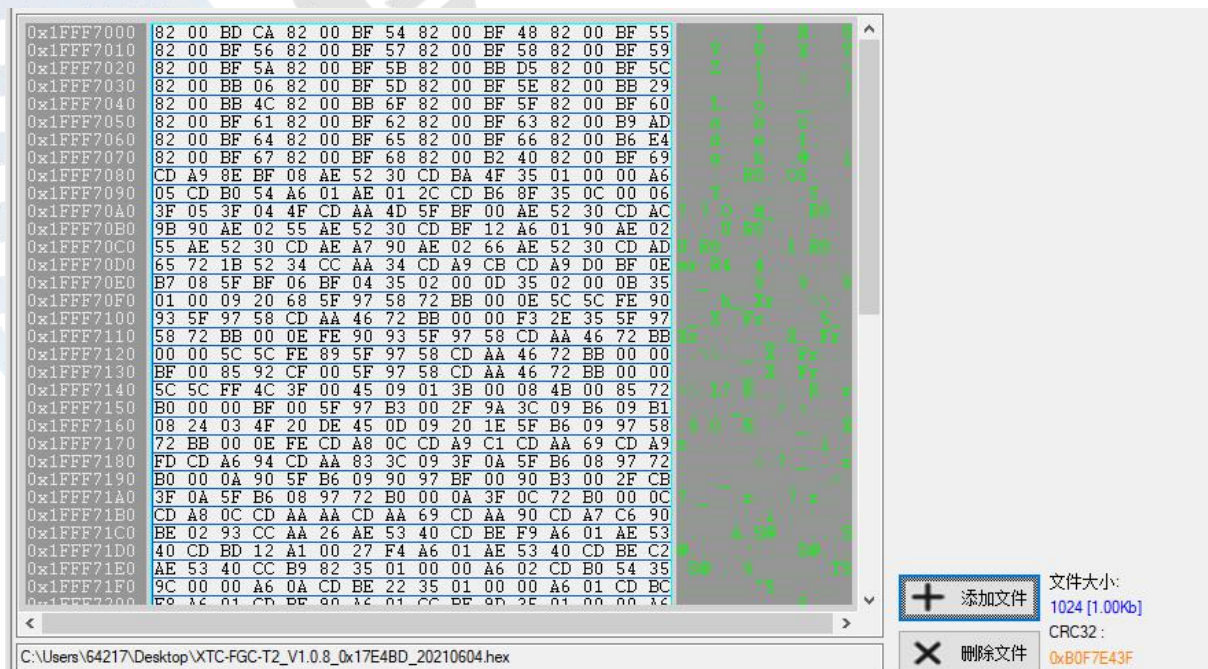 0x1FFF7000 82 00 BD CA 82 00 BF 54 82 00 BF 48 82 00 BF 55
0x1FFF7010 82 00 BF 56 82 00 BF 57 82 00 BF 58 82 00 BF 59
0x1FFF7020 82 00 BF 5A 82 00 BF 5B 82 00 BB D5 82 00 BF 5C
0x1FFF7030 82 00 BB 06 82 00 BF 5D 82 00 BF 5E 82 00 BB 29
0x1FFF7040 82 00 BB 4C 82 00 BB 6F 82 00 BF 5F 82 00 BF 60
0x1FFF7050 82 00 BF 61 82 00 BF 62 82 00 BF 63 82 00 B9 AD
0x1FFF7060 82 00 BF 64 82 00 BF 65 82 00 BF 66 82 00 B6 E4
0x1FFF7070 82 00 BF 67 82 00 BF 68 82 00 B2 40 82 00 BF 69
0x1FFF7080 CD A9 8E BF 08 AE 52 30 CD BA 4F 35 01 00 00 A6
0x1FFF7090 05 CD B0 54 A6 01 AE 01 2C CD B6 8F 35 0C 00 06
0x1FFF70A0 3F 05 3F 04 4F CD AA 4D 5F BF 00 AE 52 30 CD AC
0x1FFF70B0 9B 90 AE 02 55 AE 52 30 CD BF 12 A6 01 90 AE 02
0x1FFF70C0 55 AE 52 30 CD AE A7 90 AE 02 66 AE 52 30 CD AD
0x1FFF70D0 65 72 1B 52 34 CC AA 34 CD A9 CB CD A9 D0 BF 0E
0x1FFF70E0 B7 08 5F BF 06 BF 04 35 02 00 0D 35 02 00 0B 35
0x1FFF70F0 01 00 09 20 68 5F 97 58 72 BB 00 0E 5C 5C FE 90
0x1FFF7100 93 5F 97 58 CD AA 46 72 BB 00 00 F3 2E 35 5F 97
0x1FFF7110 58 72 BB 00 0E FE 90 93 5F 97 58 CD AA 46 72 BB
0x1FFF7120 00 00 5C 5C FE 89 5F 97 58 CD AA 46 72 BB 00 00
0x1FFF7130 BF 00 85 92 CF 00 5F 97 58 CD AA 46 72 BB 00 00
0x1FFF7140 5C 5C FF 4C 3F 00 45 09 01 3B 00 08 4B 00 85 72
0x1FFF7150 B0 00 00 BF 00 5F 97 B3 00 2F 9A 3C 09 B6 09 B1
0x1FFF7160 08 24 03 4F 20 DE 45 0D 09 20 1E 5F B6 09 97 58
0x1FFF7170 72 BB 00 0E FE CD A8 0C CD A9 C1 CD AA 69 CD A9
0x1FFF7180 FD CD A6 94 CD AA 83 3C 09 3F 0A 5F B6 08 97 72
0x1FFF7190 B0 00 0A 90 5F B6 09 90 97 BF 00 90 B3 00 2F CB
0x1FFF71A0 3F 0A 5F B6 08 97 72 B0 00 0A 3F 0C 72 B0 00 0C
0x1FFF71B0 CD A8 0C CD AA AA CD AA 69 CD AA 90 CD A7 C6 90
0x1FFF71C0 BE 02 93 CC AA 26 AE 53 40 CD BE F9 A6 01 AE 53
0x1FFF71D0 40 CD BD 12 A1 00 27 F4 A6 01 AE 53 40 CD BE C2
0x1FFF71E0 AE 53 40 CC B9 82 35 01 00 00 A6 02 CD B0 54 35
0x1FFF71F0 9C 00 00 A6 0A CD BE 22 35 01 00 00 A6 01 CD BC
添加文件
文件大小:
1024 [1.00Kb]
CRC32 :
删除文件
0xB0F7E43F
C:\Users\64217\Desktop\XTC-FGC-T2_V1.0.8_0x17E4BD_20210604.hex